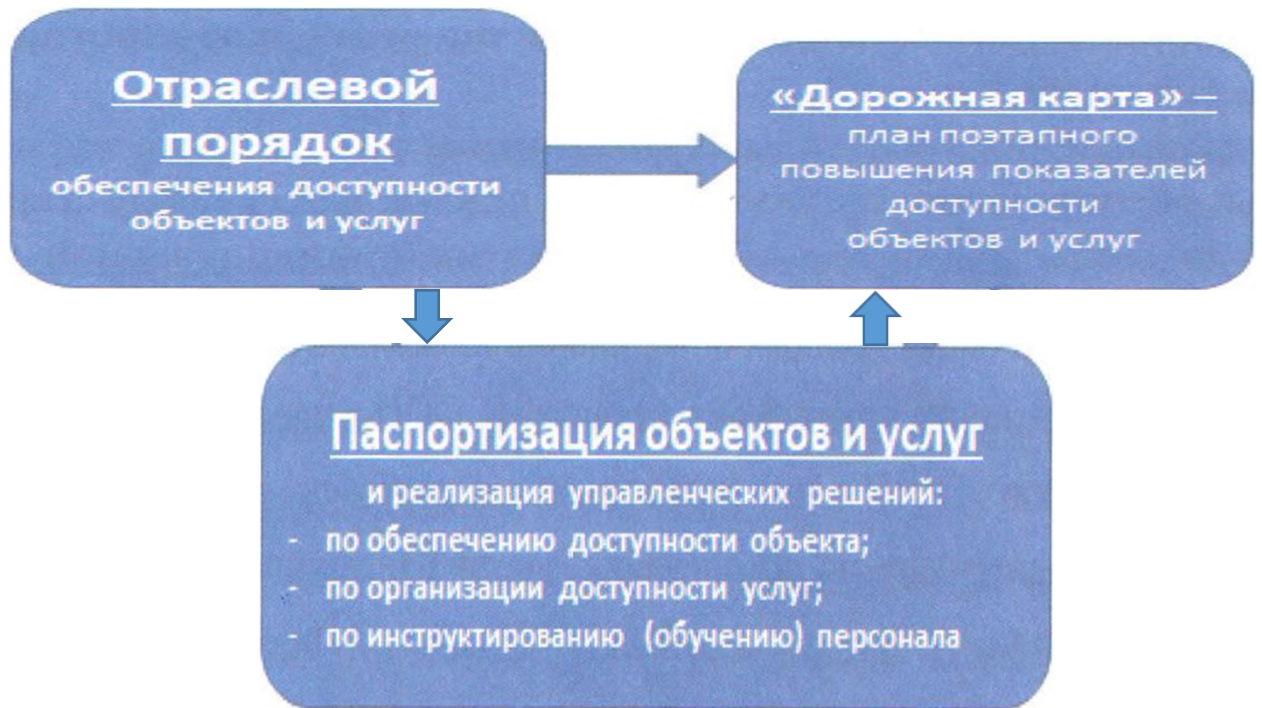 Отраслевой
порядок
обеспечения доступности
объектов и услуг
«Дорожная карта» –
план поэтапного
повышения показателей
доступности
объектов и услуг
Паспортизация объектов и услуг
и реализация управленческих решений:
- по обеспечению доступности объекта;
- по организации доступности услуг;
- по инструктированию (обучению) персонала